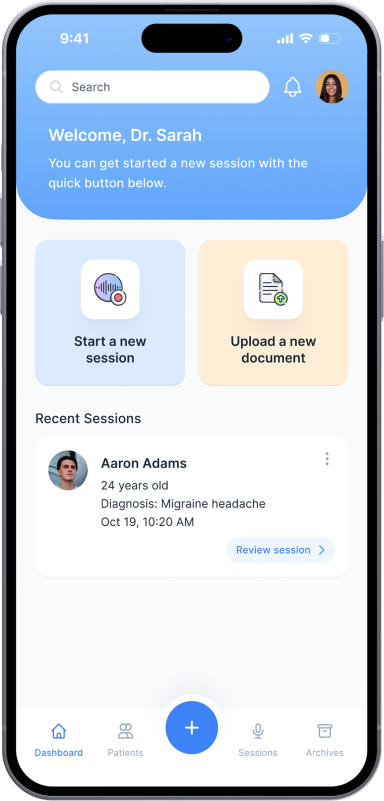 9:41
Search
Welcome, Dr. Sarah
You can get started a new session with the
quick button below.
Start a new
session
Upload a new
document
Recent Sessions
Aaron Adams
24 years old
Diagnosis: Migraine headache
Oct 19, 10:20 AM
Review session
Dashboard
Patients
Sessions
Archives